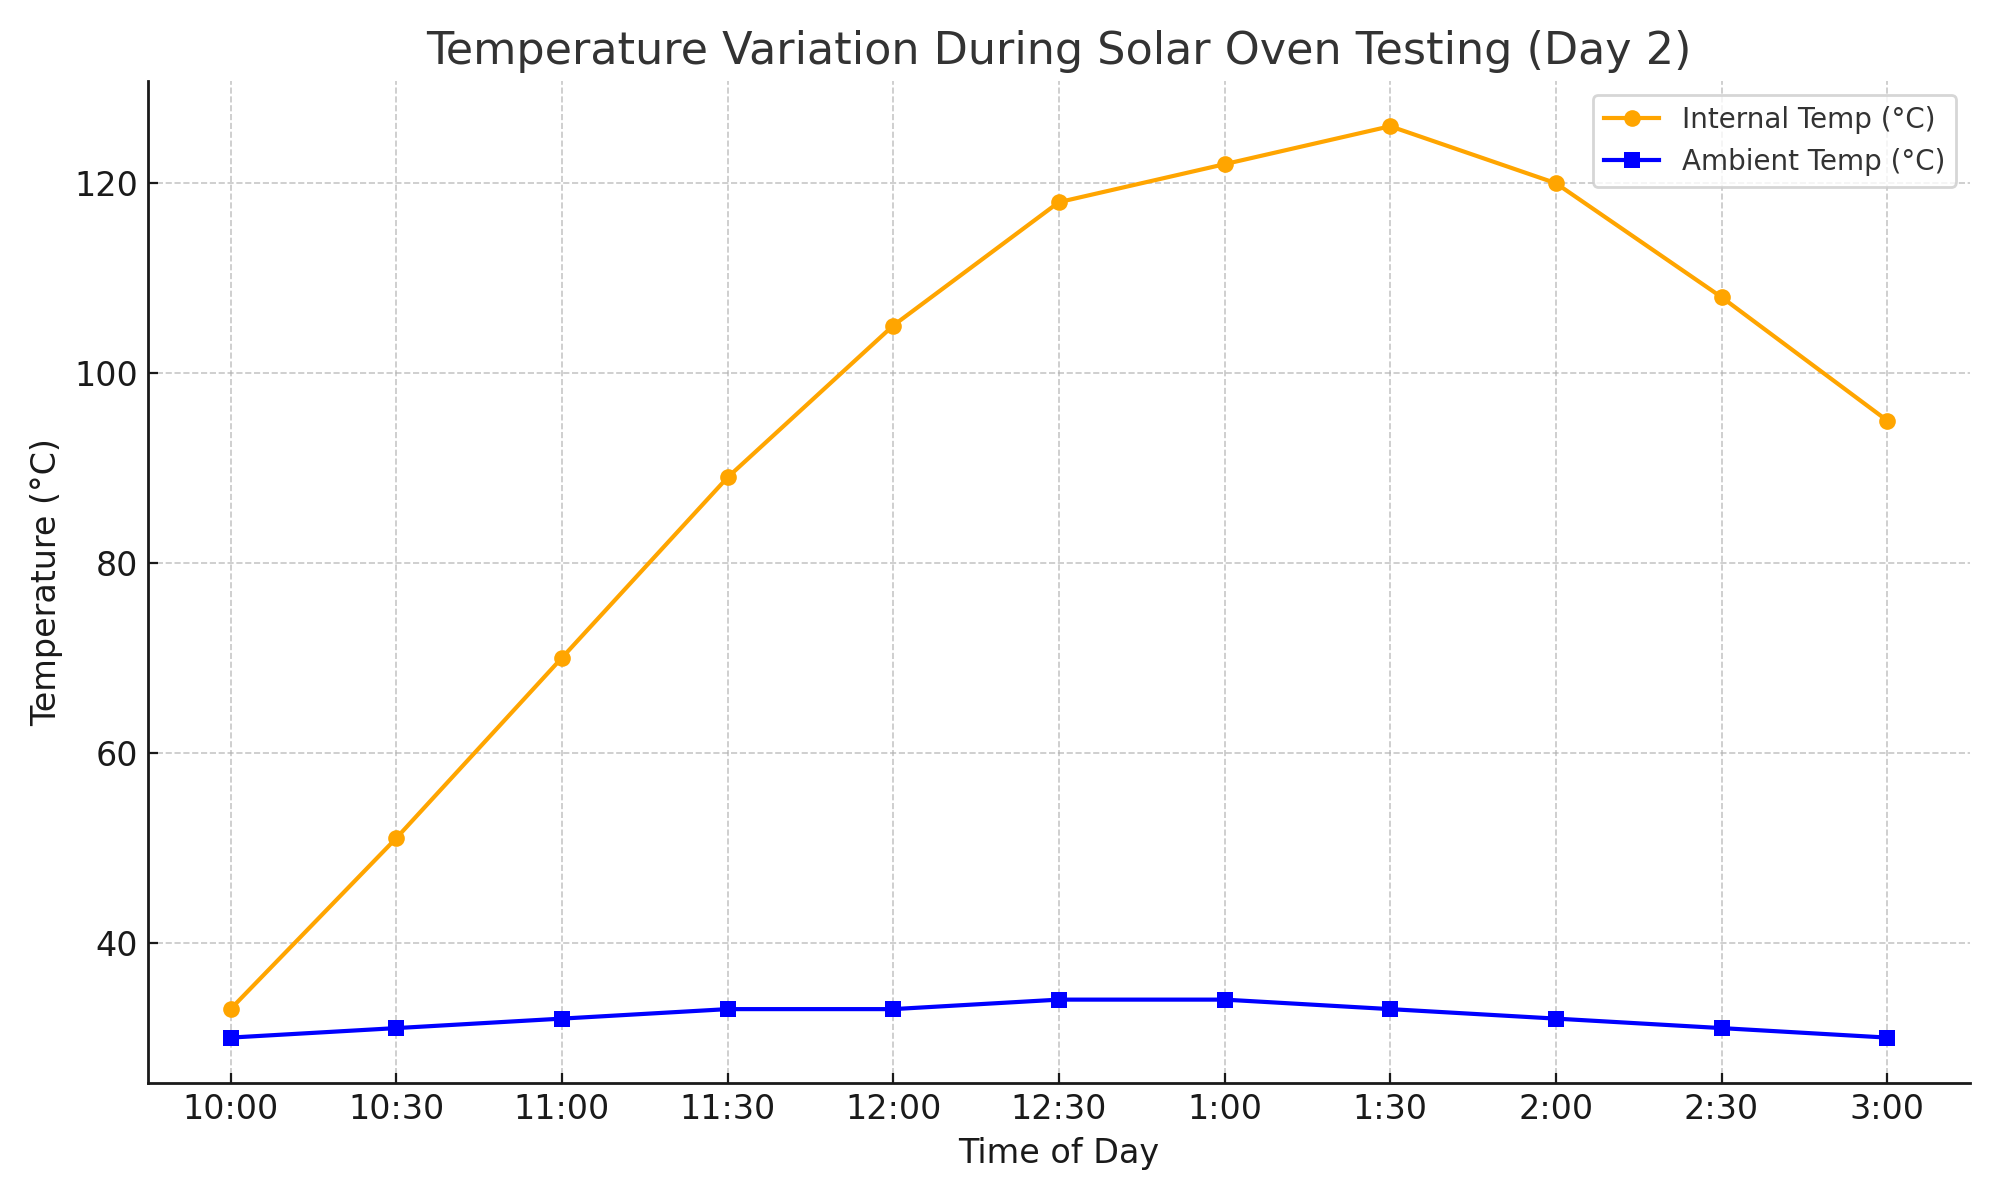 Temperature Variation During Solar Oven Testing (Day 2)
Internal Temp (°C)
Ambient Temp (°C)
Temperature (°C)
120
100
80
60
40
10:00 10:30 11:00 11:30 12:00 12:30 1:00 1:30 2:00 2:30 3:00
Time of Day